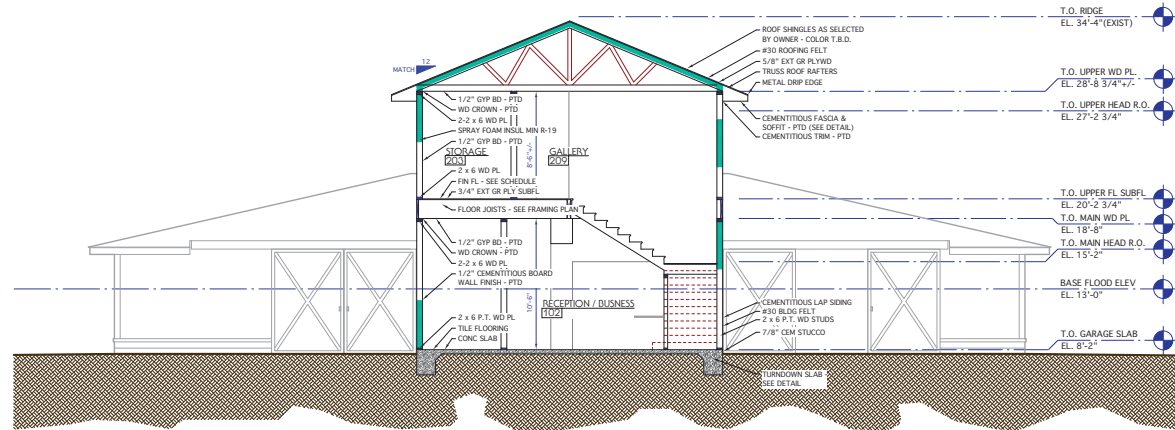 T.O. RIDGE
EL. 34'-4"(EXIST)
ROOF SHINGLES AS SELECTED
BY OWNER - COLOR T.B.D.
#30 ROOFING FELT
5/8" EXT GR PLYWD
TRUSS ROOF RAFTERS
METAL DRIP EDGE
12
MATCH
T.O. UPPER WD PL.
EL. 28'-8 3/4"+/-
T.O. UPPER HEAD R.O.
EL. 27'-2 3/4"
1/2" GYP BD - PTD
WD CROWN - PTD
2-2 x 6 WD PL
SPRAY FOAM INSUL MIN R-19
1/2" GYP BD - PTD
CEMENTITIOUS FASCIA &
SOFFIT - PTD (SEE DETAIL)
CEMENTITIOUS TRIM - PTD
STORAGE
203
8'-6"+/-
GALLERY
209
2 x 6 WD PL
FIN FL - SEE SCHEDULE
3/4" EXT GR PLY SUBFL
FLOOR JOISTS - SEE FRAMING PLAN
T.O. UPPER FL SUBFL
EL. 20'-2 3/4"
T.O. MAIN WD PL
EL. 18'-8"
T.O. MAIN HEAD R.O.
EL. 15'-2"
1/2" GYP BD - PTD
WD CROWN - PTD
2-2 x 6 WD PL
1/2" CEMENTITIOUS BOARD
WALL FINISH - PTD
BASE FLOOD ELEV
EL. 13'-0"
10'-6"
RECEPTION / BUSNESS
102
2 x 6 P.T. WD PL
TILE FLOORING
CONC SLAB
CEMENTITIOUS LAP SIDING
#30 BLDG FELT
2 x 6 P.T. WD STUDS
7/8" CEM STUCCO
T.O. GARAGE SLAB
EL. 8'-2"
TURNDOWN SLAB
SEE DETAIL